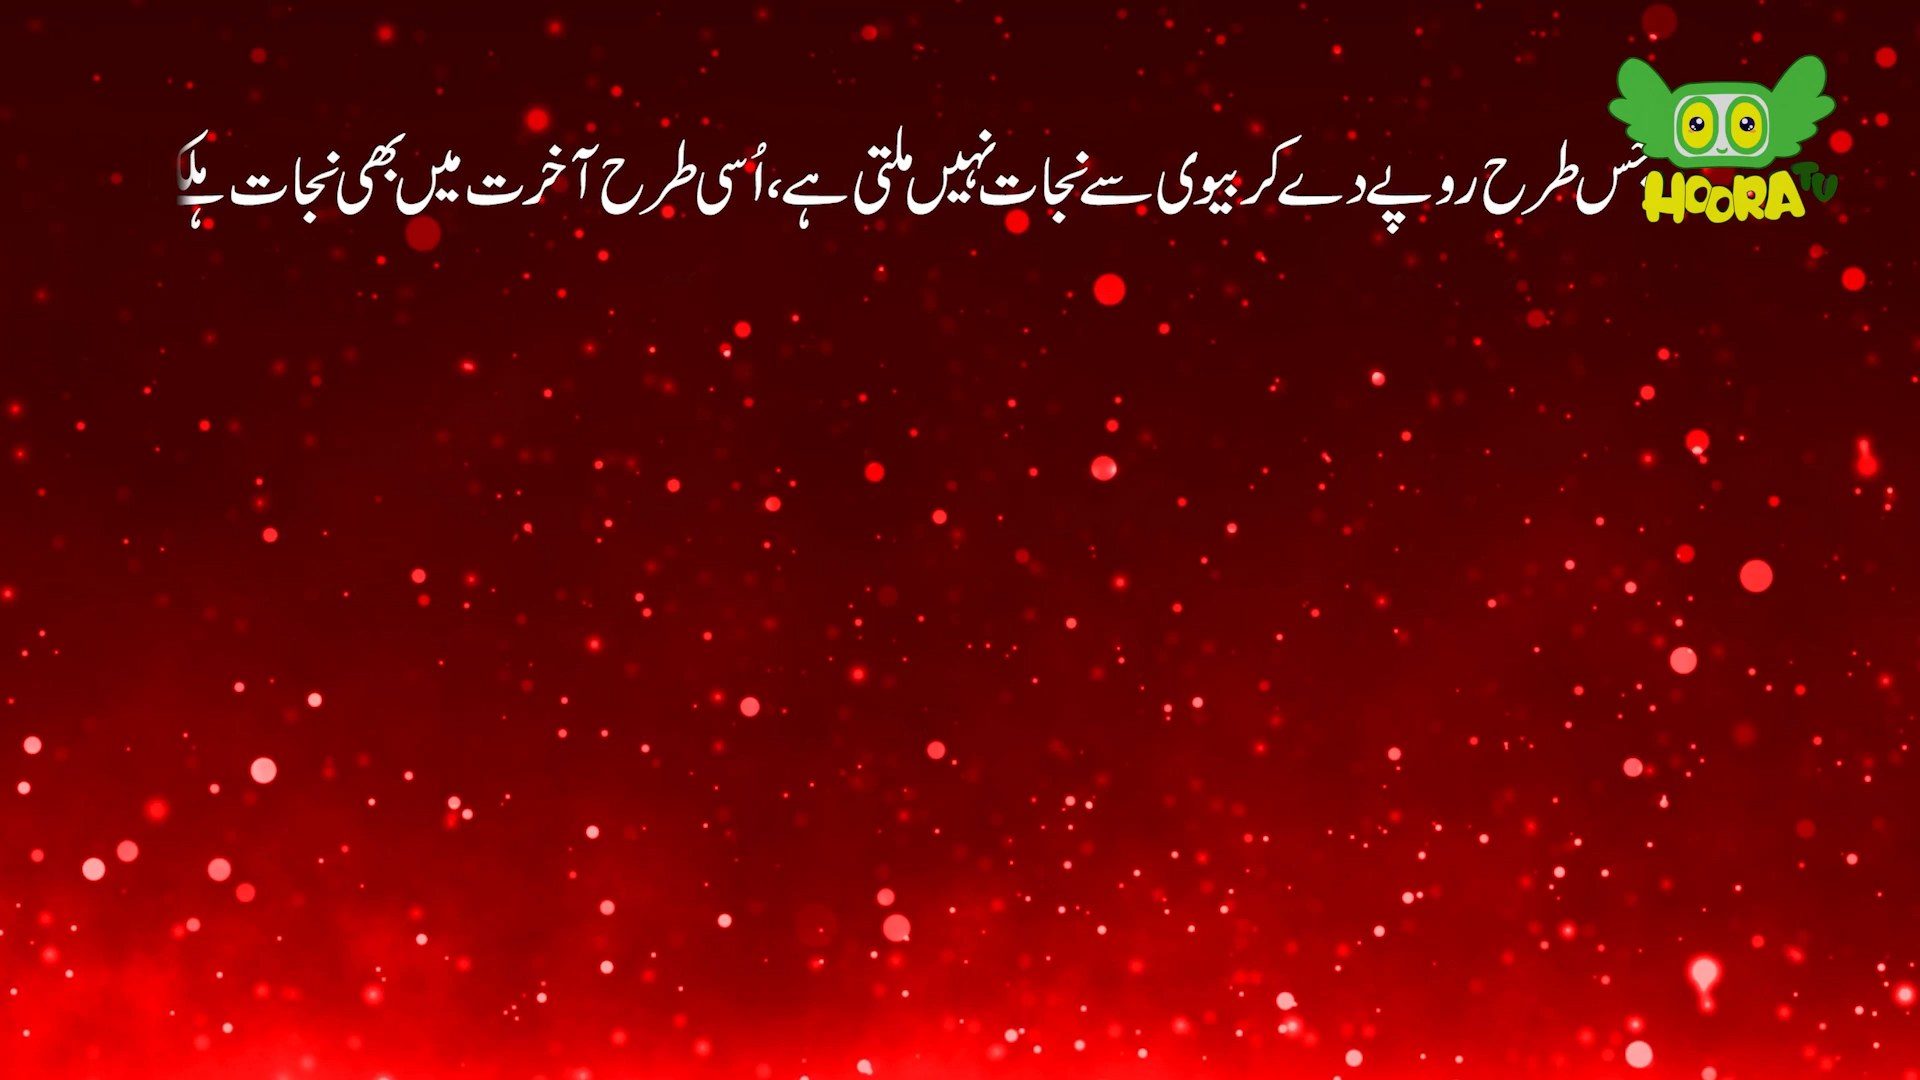 جس طرح روپے دے کر بیوی سے نجات نہیں ملتی ہے، اُسی طرح آخرت میں بھی نجات ہے
HOORA TV